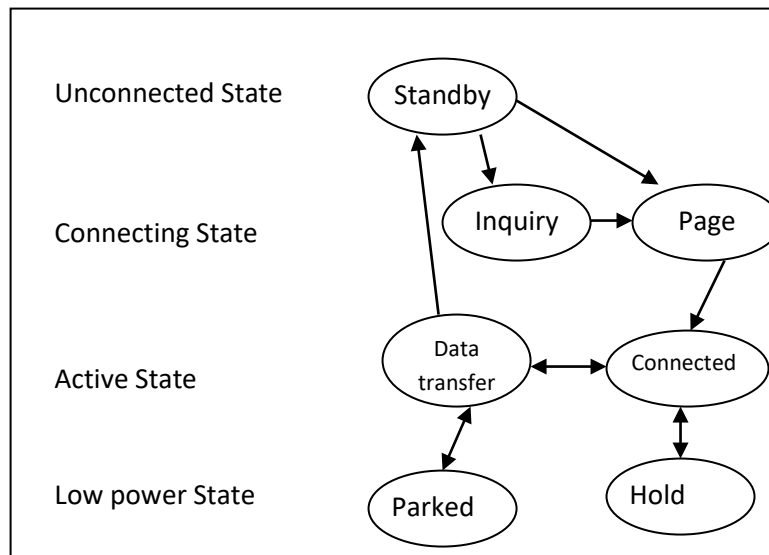 Unconnected State
Standby
Connecting State
Inquiry
Page
Active State
Data
transfer
Connected
Low power State
Parked
Hold